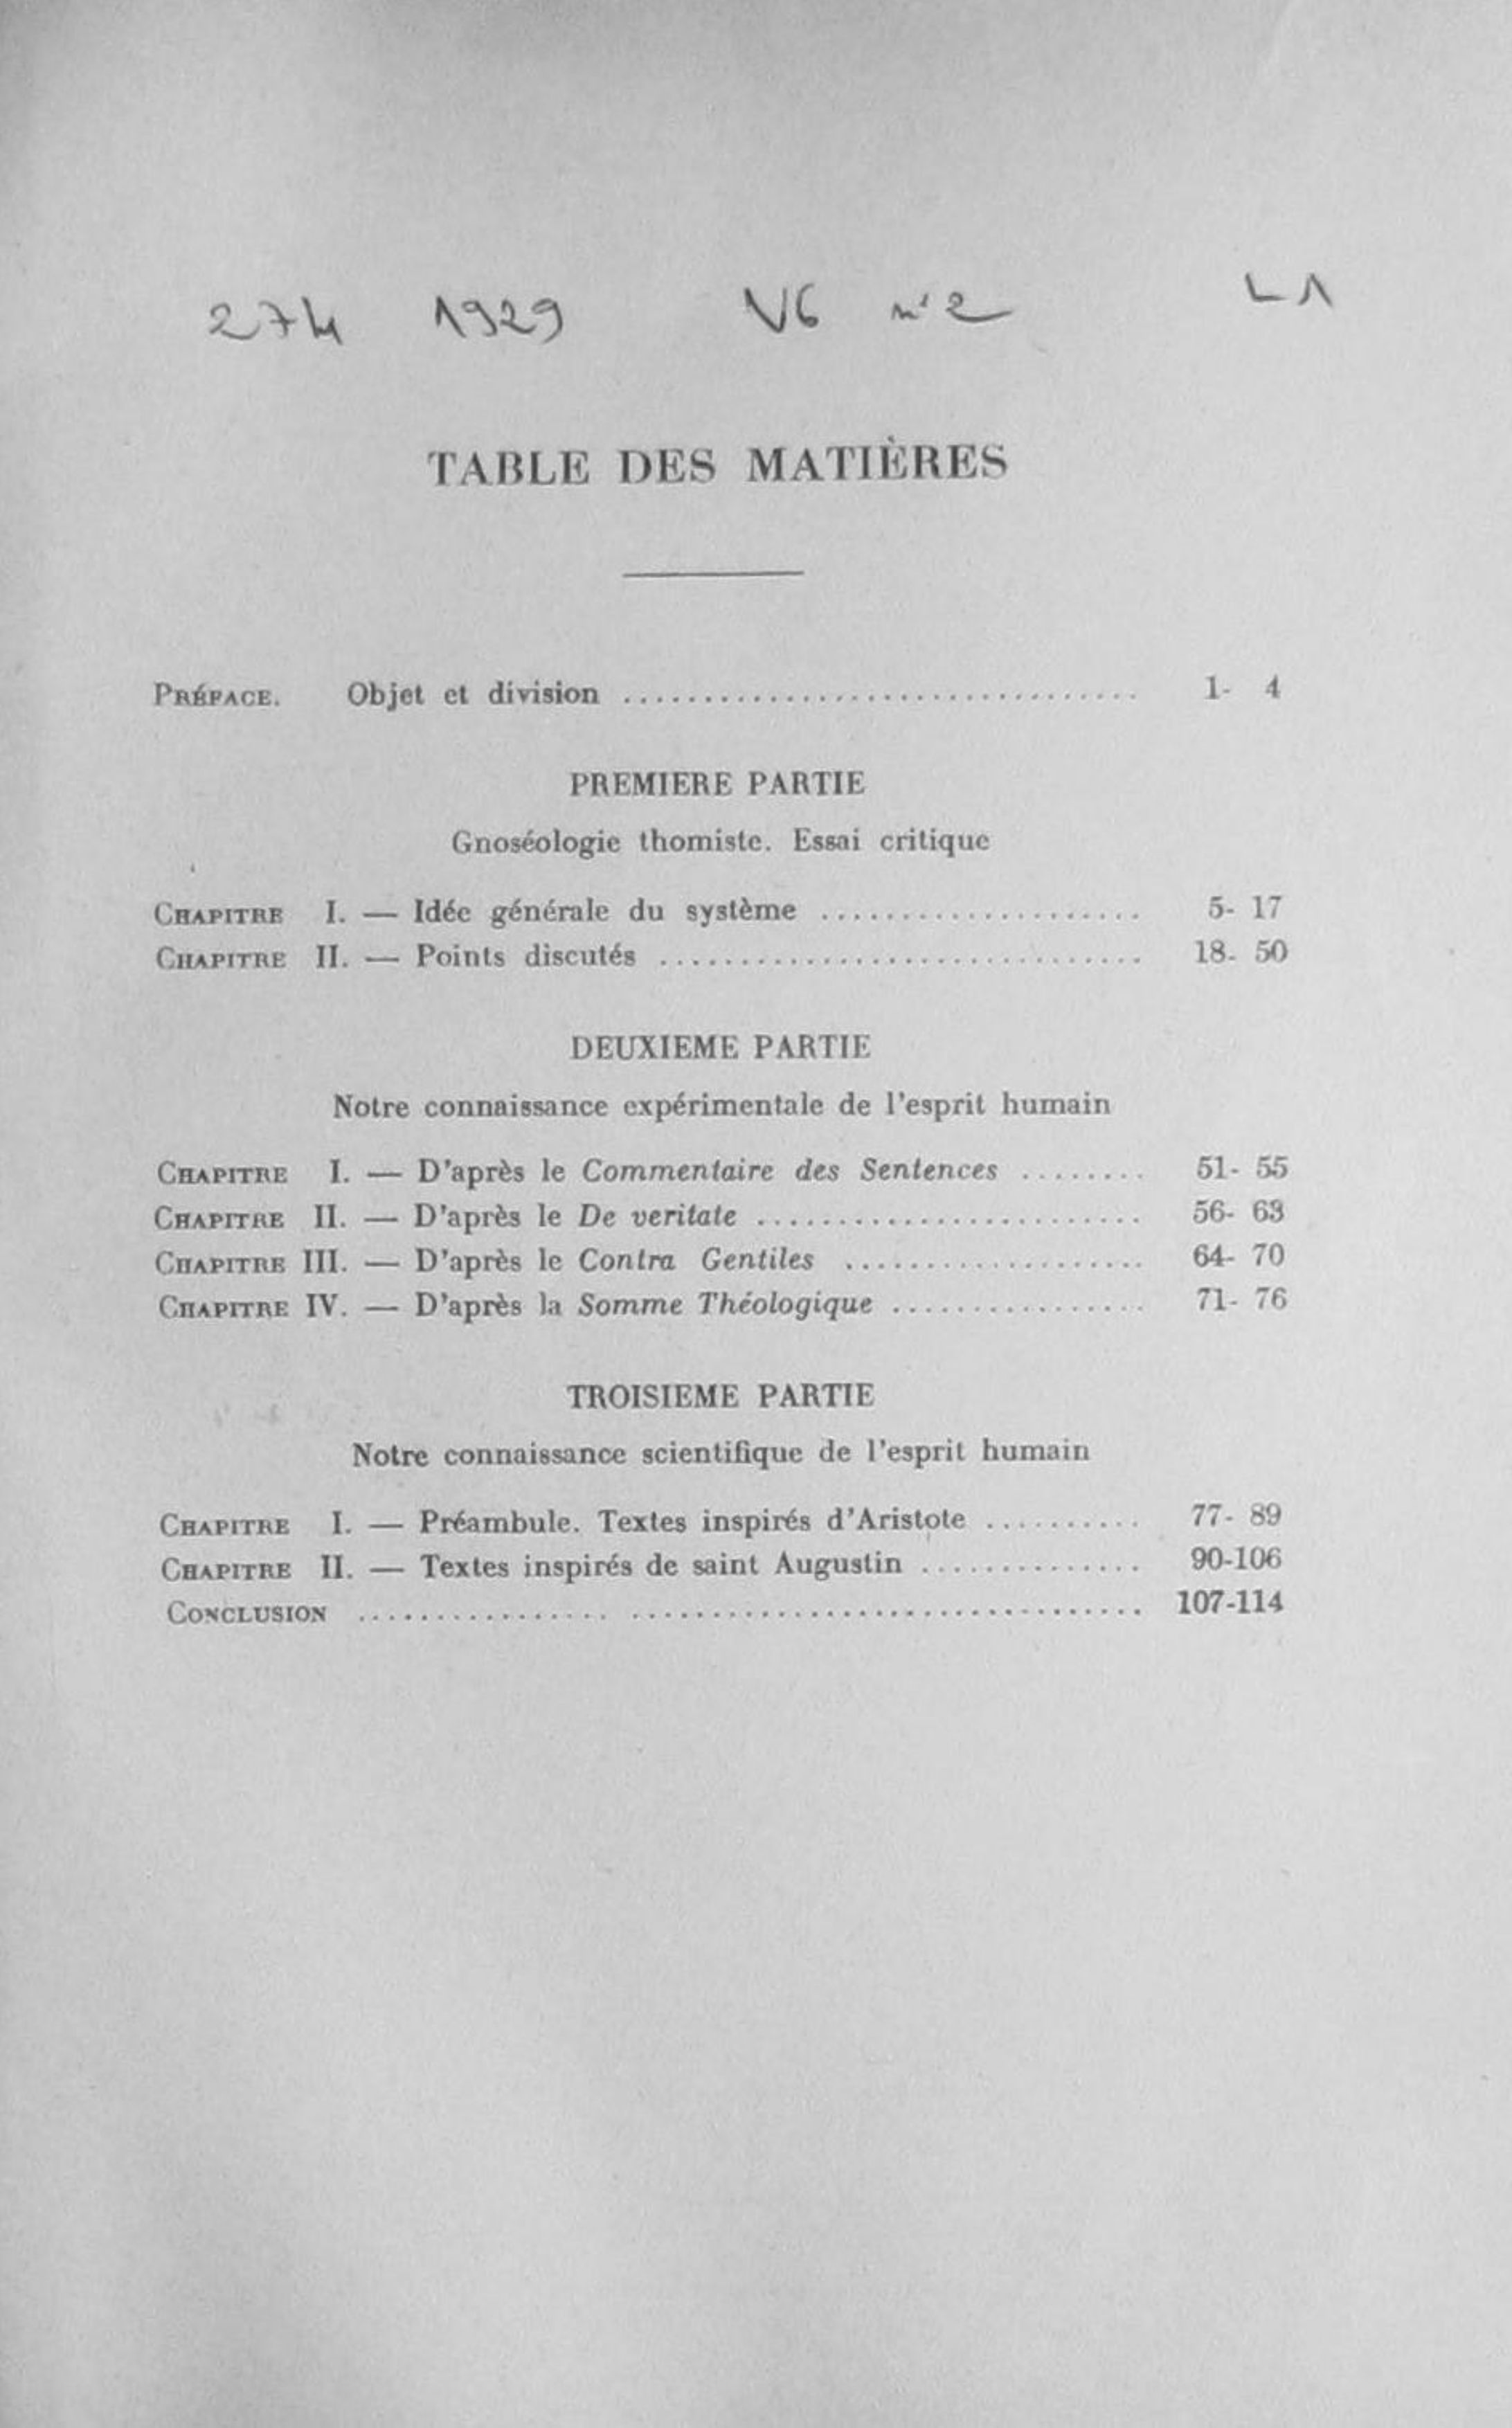 274 1929 V6 n°2 L1
TABLE DES MATIÈRES
PRÉFACE. Objet et division ................................ 1- 4
PREMIERE PARTIE
Gnoséologie thomiste. Essai critique
CHAPITRE I. — Idée générale du système .................... 5- 17
CHAPITRE II. — Points discutés .............................. 18- 50
DEUXIEME PARTIE
Notre connaissance expérimentale de l'esprit humain
CHAPITRE I. — D'après le Commentaire des Sentences ........ 51- 55
CHAPITRE II. — D'après le De veritate ........................ 56- 63
CHAPITRE III. — D'après le Contra Gentiles ................... 64- 70
CHAPITRE IV. — D'après la Somme Théologique ................ 71- 76
TROISIEME PARTIE
Notre connaissance scientifique de l'esprit humain
CHAPITRE I. — Préambule. Textes inspirés d'Aristote .......... 77- 89
CHAPITRE II. — Textes inspirés de saint Augustin .............. 90-106
CONCLUSION ................ ................................ 107-114